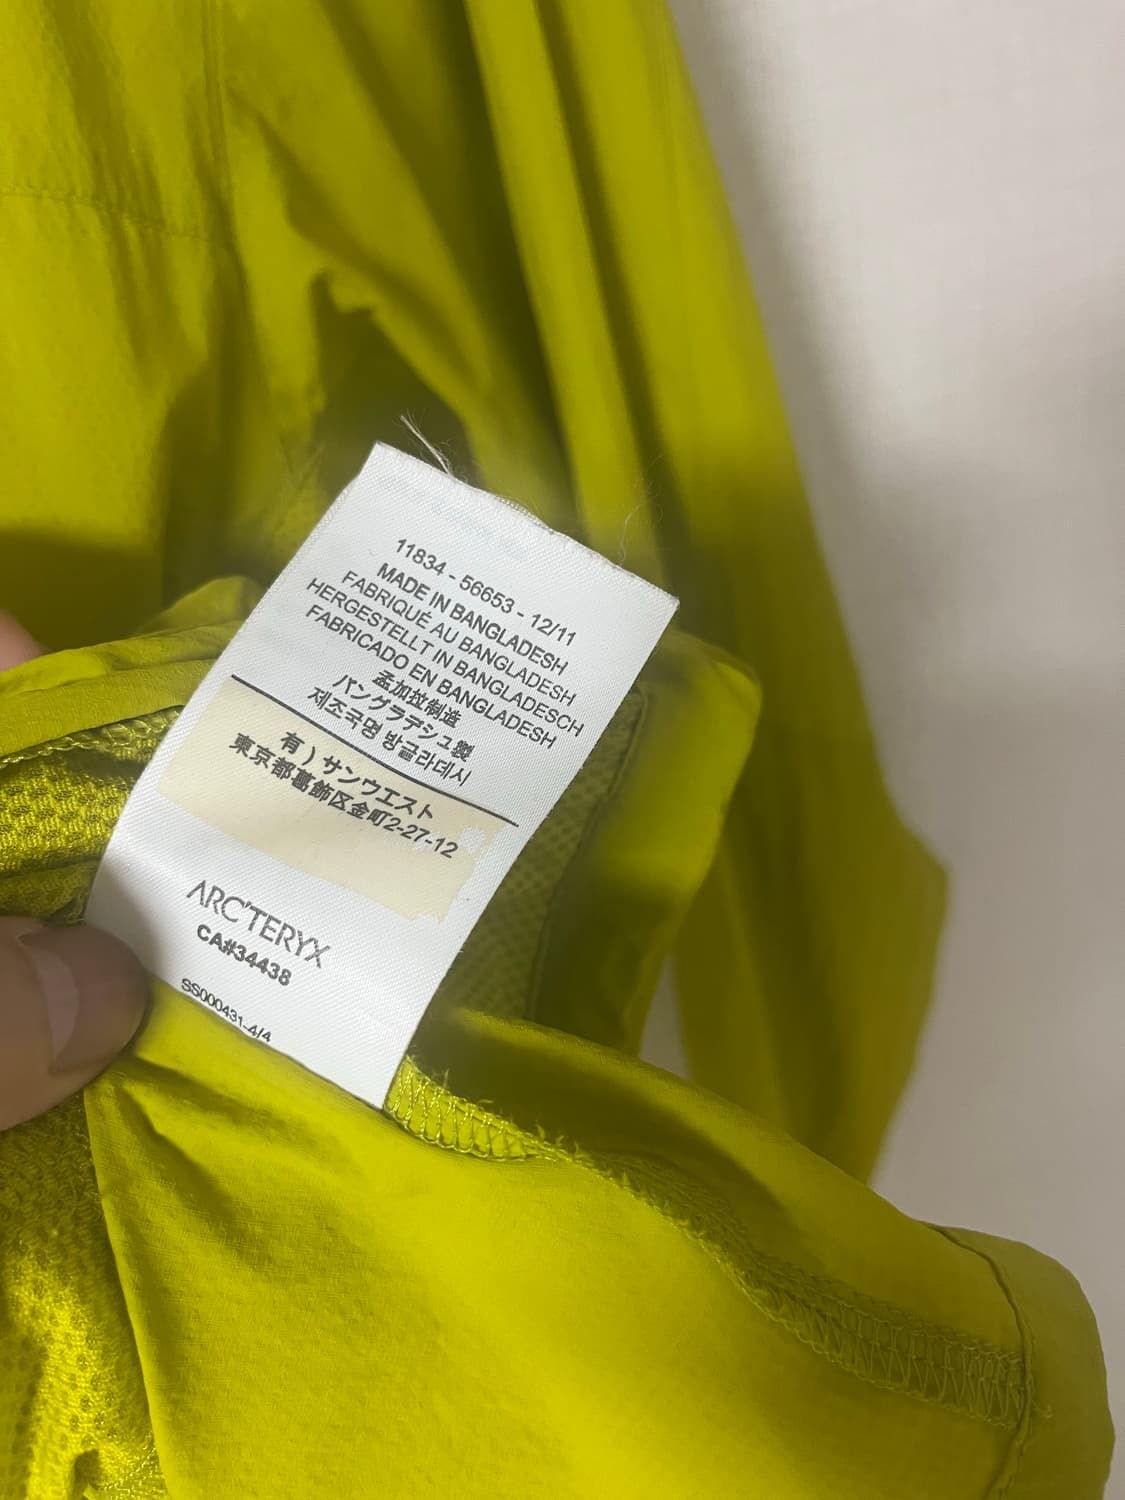 11834 - 56653 - 12/11
MADE IN BANGLADESH
FABRIQUÉ AU BANGLADESH
HERGESTELLT IN BANGLADESCH
FABRICADO EN BANGLADESH
孟加拉制造
バングラデシュ製
제조국명 방글라데시
有）サンウエスト
東京都葛飾区金町2-27-12
ARC'TERYX
CA#34438
SS000431-4/4